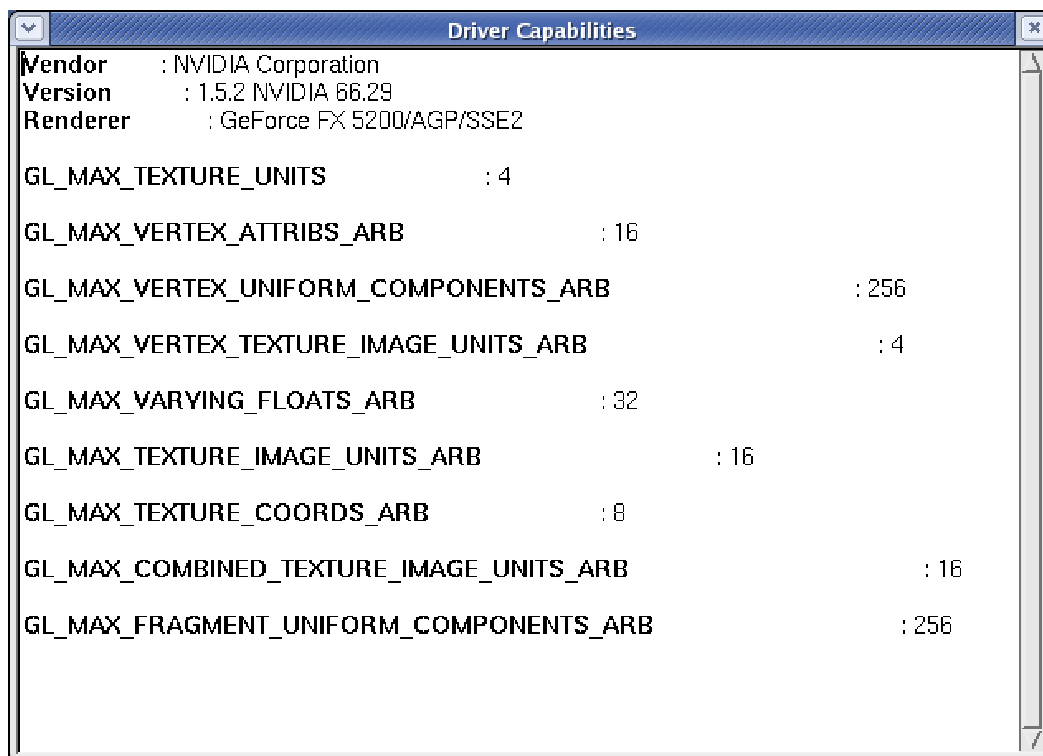 Driver Capabilities
Vendor : NVIDIA Corporation
Version : 1.5.2 NVIDIA 66.29
Renderer : GeForce FX 5200/AGP/SSE2
GL_MAX_TEXTURE_UNITS : 4
GL_MAX_VERTEX_ATTRIBS_ARB : 16
GL_MAX_VERTEX_UNIFORM_COMPONENTS_ARB : 256
GL_MAX_VERTEX_TEXTURE_IMAGE_UNITS_ARB : 4
GL_MAX_VARYING_FLOATS_ARB : 32
GL_MAX_TEXTURE_IMAGE_UNITS_ARB : 16
GL_MAX_TEXTURE_COORDS_ARB : 8
GL_MAX_COMBINED_TEXTURE_IMAGE_UNITS_ARB : 16
GL_MAX_FRAGMENT_UNIFORM_COMPONENTS_ARB : 256